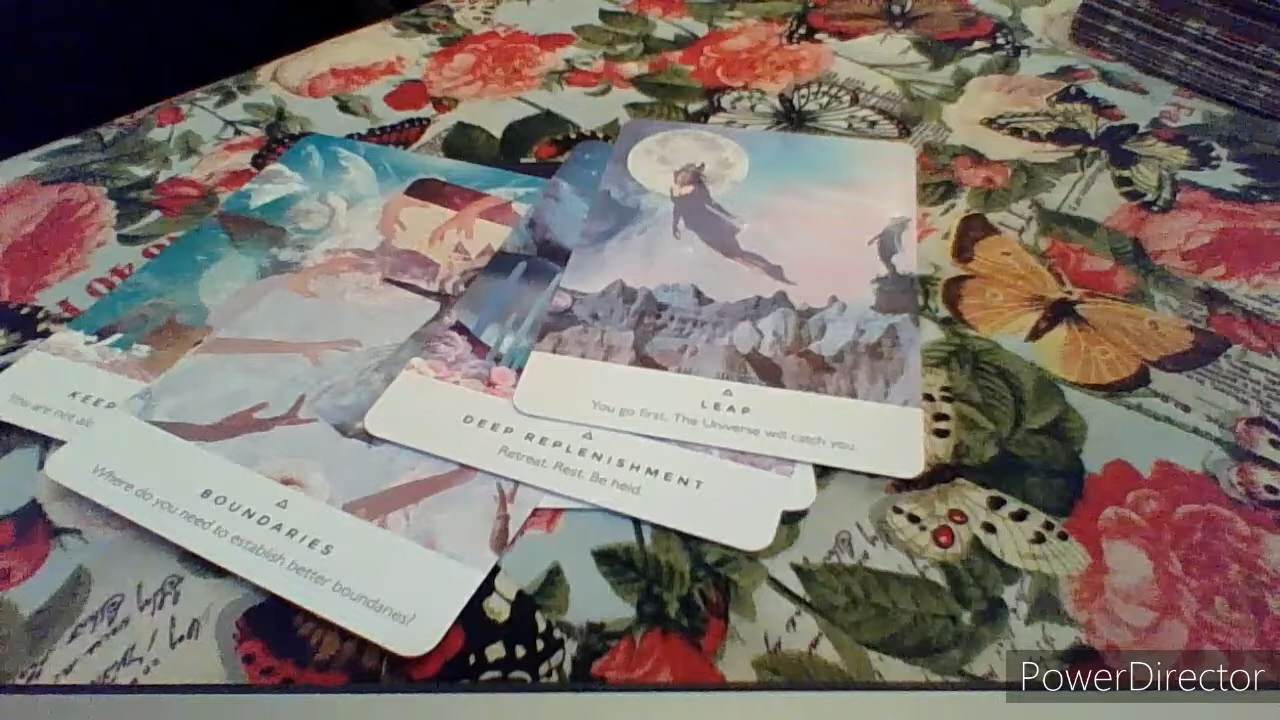 KEEP
You are not
BOUNDARIES
Where do you need to establish better boundaries?
DEEP REPLENISHMENT
Retreat. Rest. Be held.
LEAP
You go first. The Universe will catch you.
PowerDirector